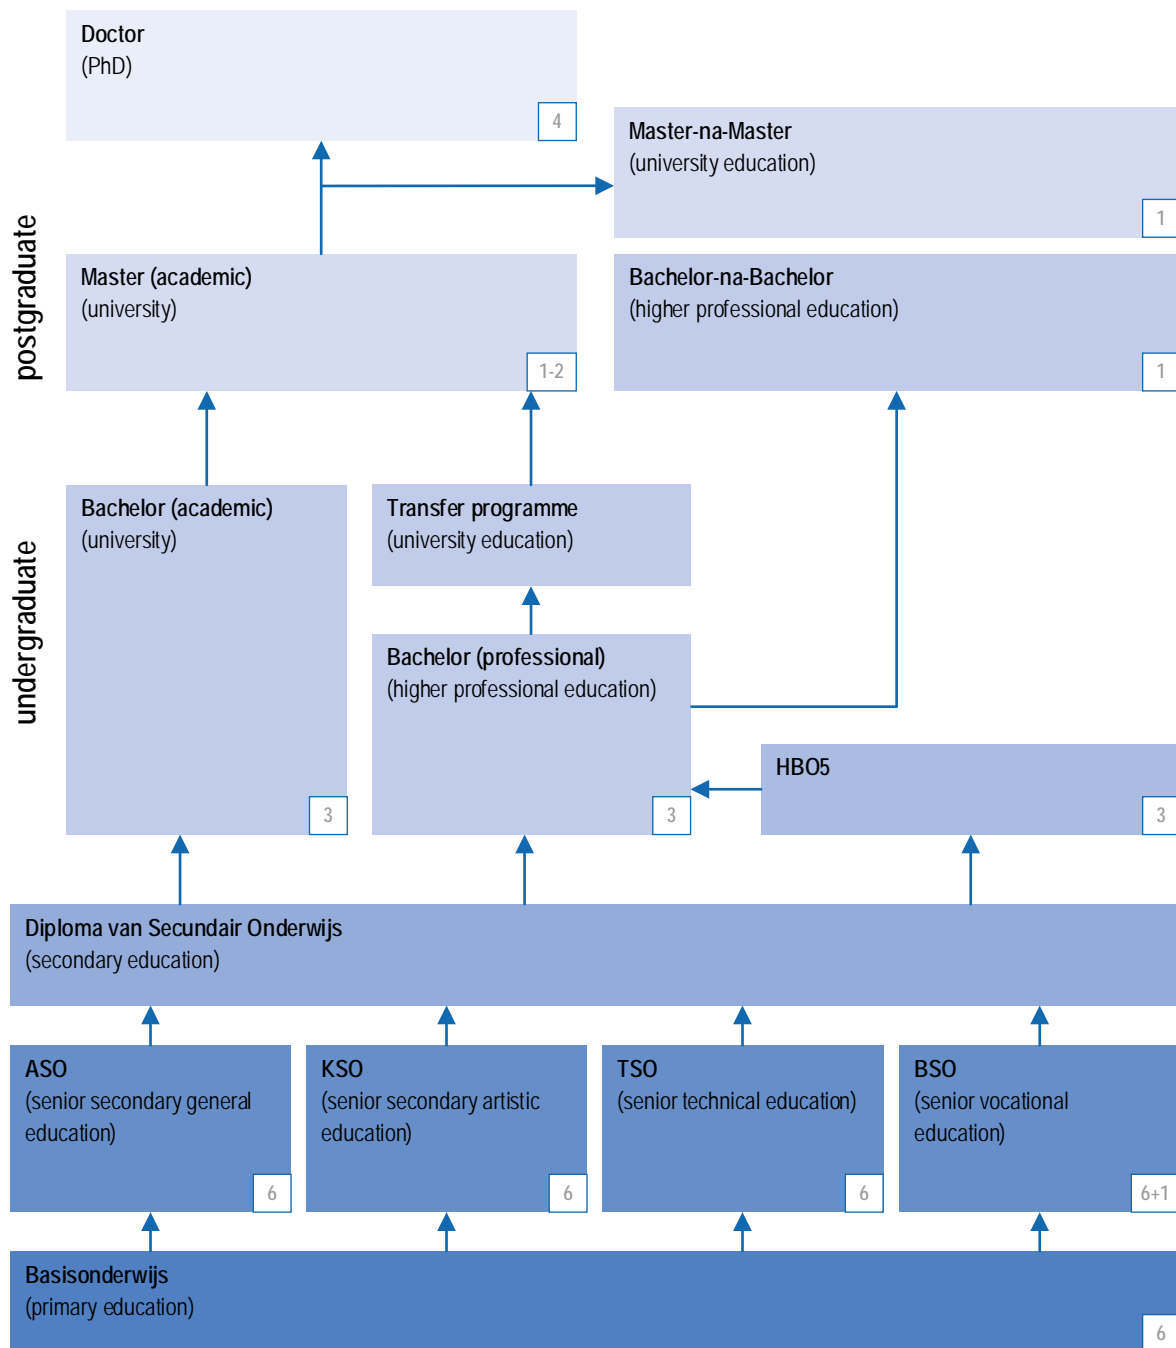 Doctor
(PhD)
4
Master-na-Master
(university education)
1
postgraduate
Master (academic)
(university)
1-2
Bachelor-na-Bachelor
(higher professional education)
1
undergraduate
Bachelor (academic)
(university)
3
Transfer programme
(university education)
Bachelor (professional)
(higher professional education)
3
HBO5
3
Diploma van Secundair Onderwijs
(secondary education)
ASO
(senior secondary general
education)
6
KSO
(senior secondary artistic
education)
6
TSO
(senior technical education)
6
BSO
(senior vocational
education)
6+1
Basisonderwijs
(primary education)
6